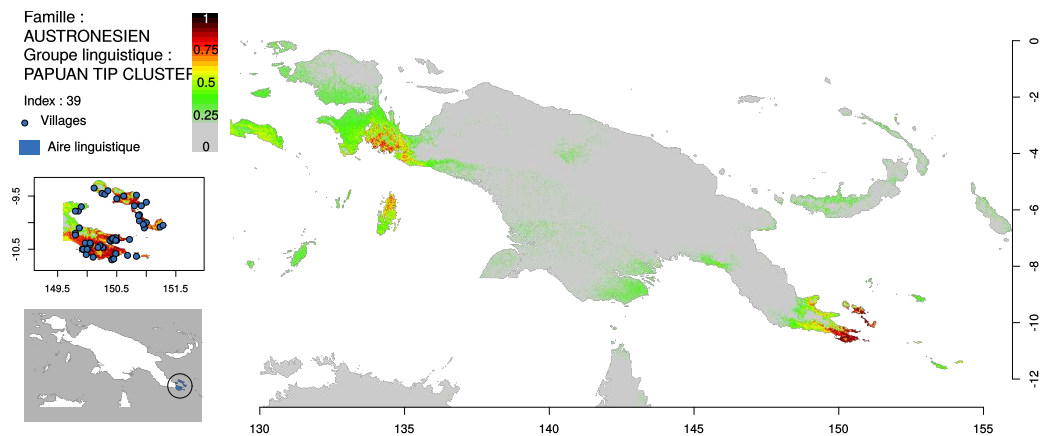 Famille :
AUSTRONESIEN
Groupe linguistique :
PAPUAN TIP CLUSTER
Index : 39
Villages
Aire linguistique
1
0.75
0.5
0.25
0
-9.5
-10.5
149.5 150.5 151.5
0
-2
-4
-6
-8
-10
-12
130 135 140 145 150 155